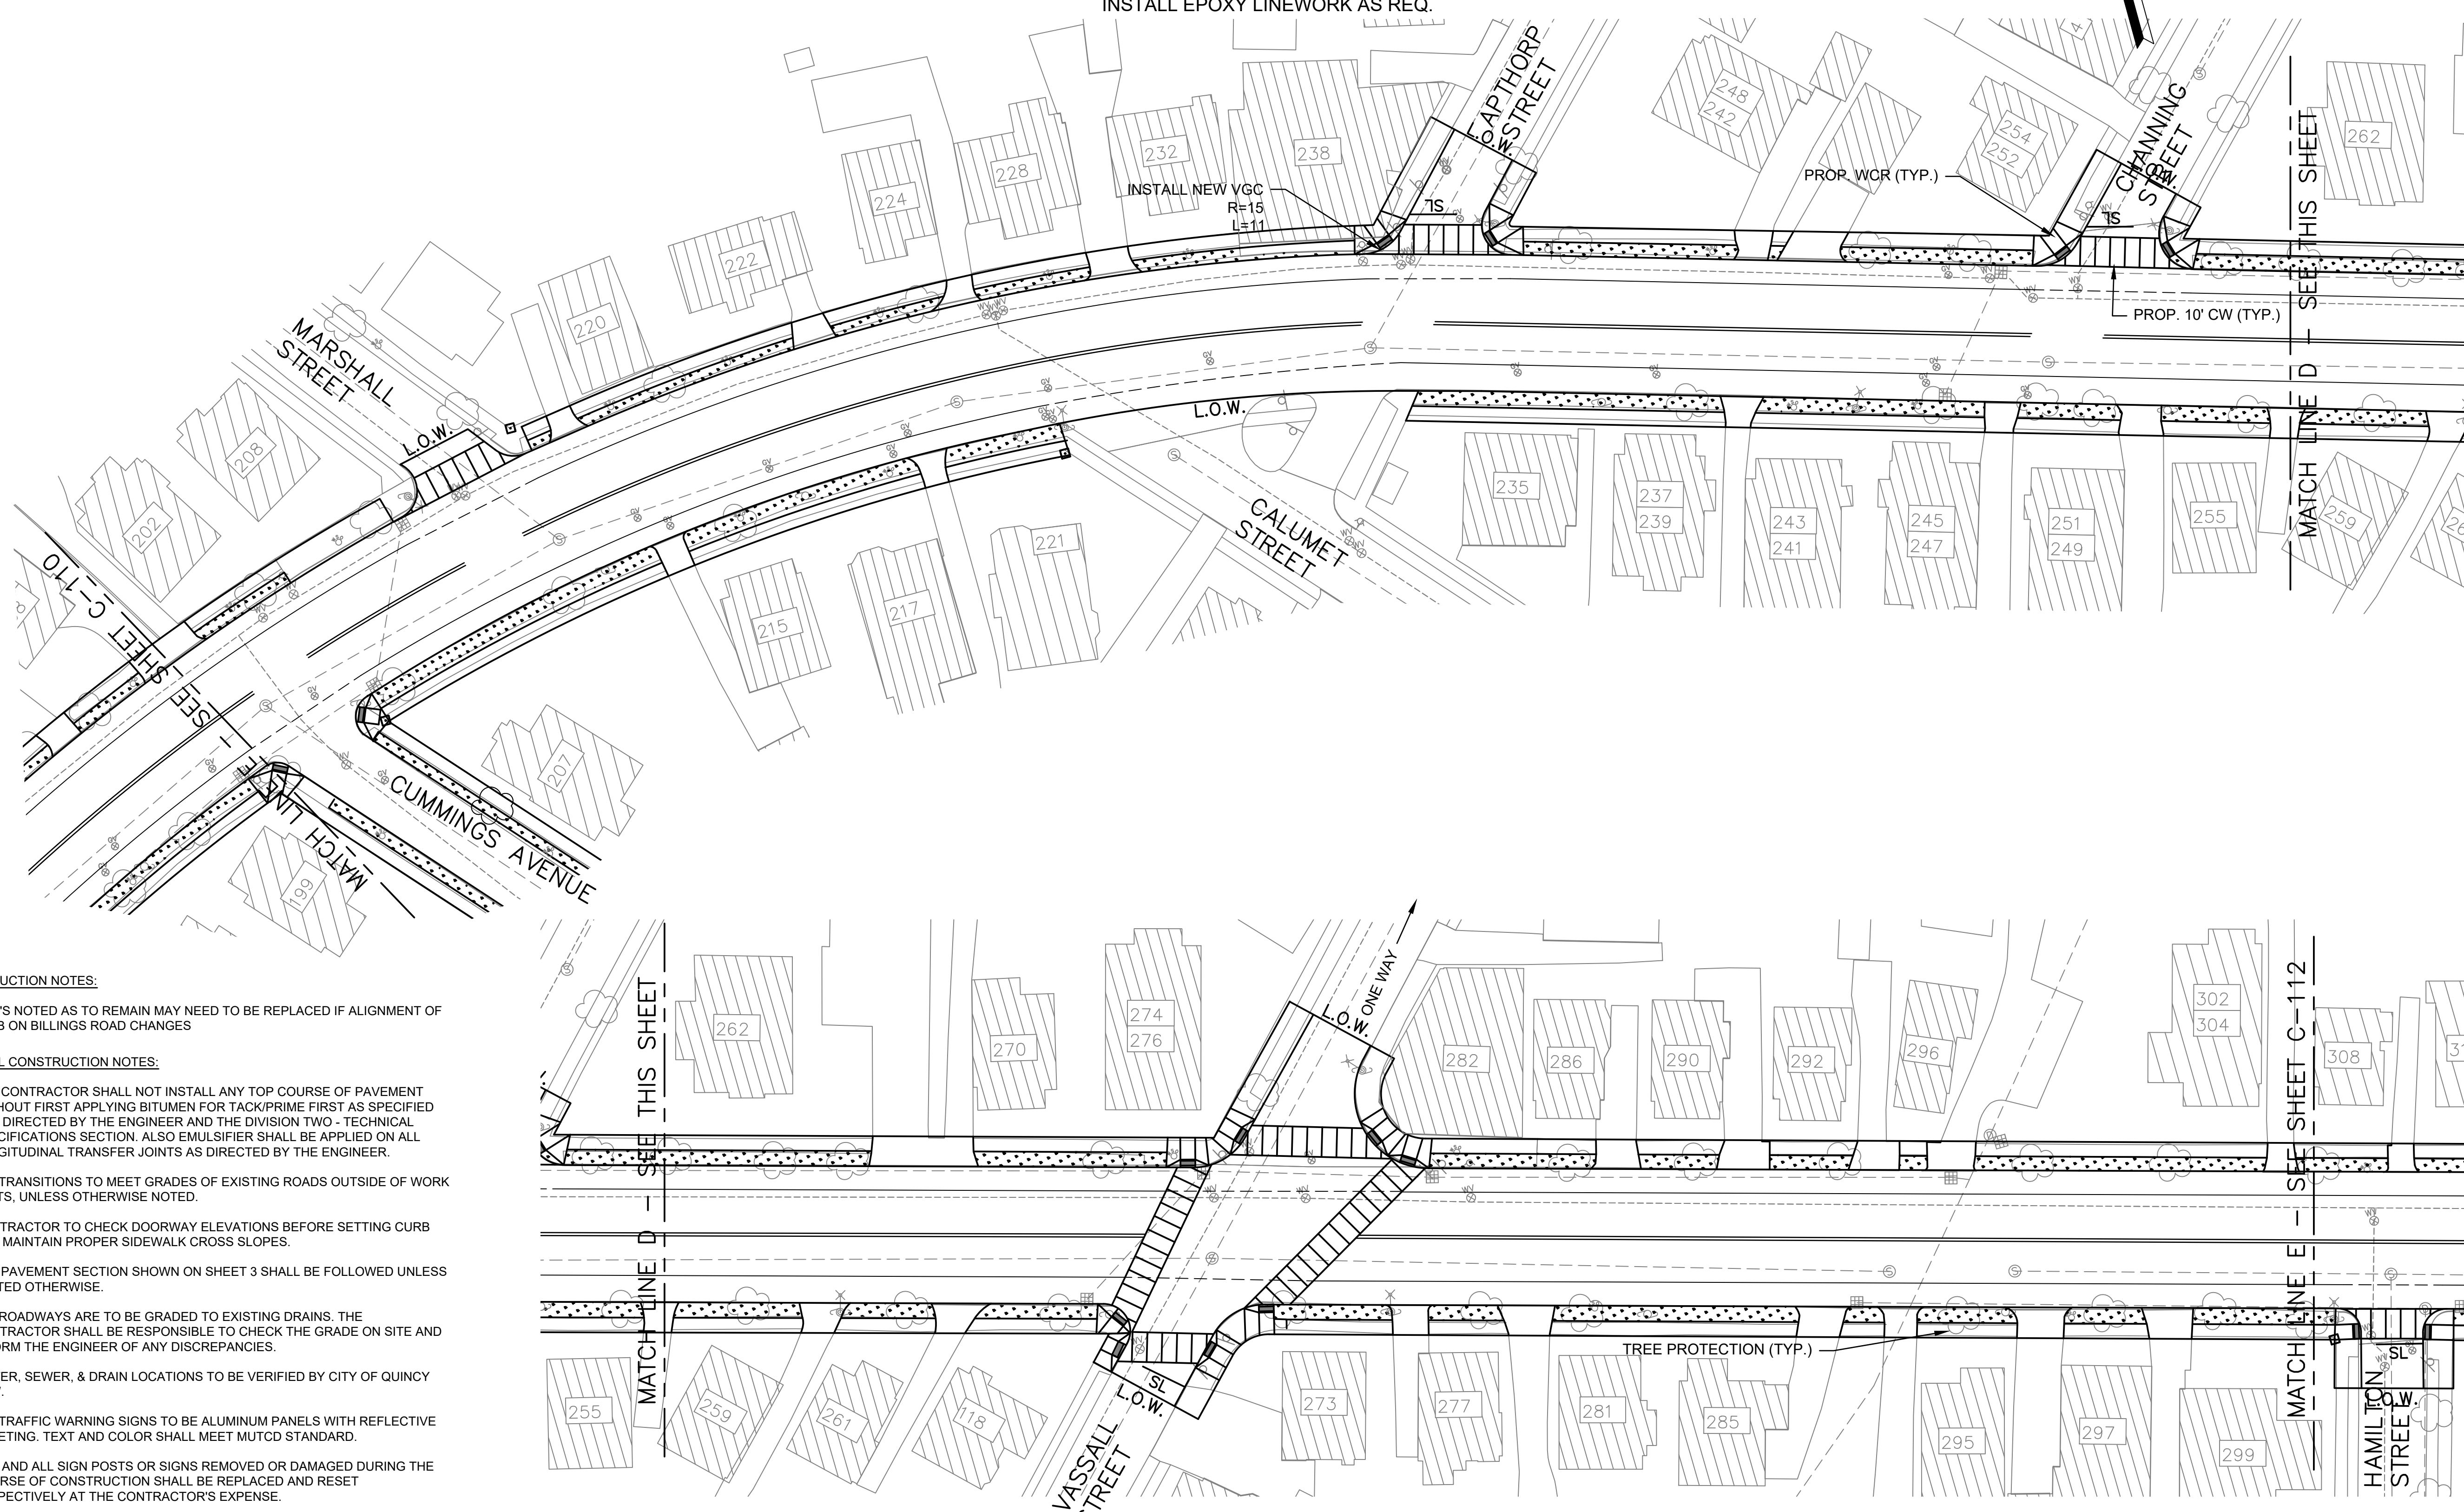 INSTALL EPOXY LINEWORK AS REQ.
APTHORP
STREET
L.O.W.
248
242
254
252
CHANNING
STREET
L.O.W.
262
238
232
228
224
222
220
INSTALL NEW VGC
R=15
L=11
SL
PROP. WCR (TYP.)
SL
PROP. 10' CW (TYP.)
MATCH LINE D - SEE THIS SHEET
MARSHALL
STREET
L.O.W.
208
202
L.O.W.
CALUMET
STREET
235
237
239
243
241
245
247
251
249
255
259
221
217
215
207
199
CUMMINGS AVENUE
MATCH LINE - SEE SHEET C-110
UCTION NOTES:
'S NOTED AS TO REMAIN MAY NEED TO BE REPLACED IF ALIGNMENT OF
B ON BILLINGS ROAD CHANGES
L CONSTRUCTION NOTES:
CONTRACTOR SHALL NOT INSTALL ANY TOP COURSE OF PAVEMENT
HOUT FIRST APPLYING BITUMEN FOR TACK/PRIME FIRST AS SPECIFIED
DIRECTED BY THE ENGINEER AND THE DIVISION TWO - TECHNICAL
CIFICATIONS SECTION. ALSO EMULSIFIER SHALL BE APPLIED ON ALL
GITUDINAL TRANSFER JOINTS AS DIRECTED BY THE ENGINEER.
TRANSITIONS TO MEET GRADES OF EXISTING ROADS OUTSIDE OF WORK
TS, UNLESS OTHERWISE NOTED.
TRACTOR TO CHECK DOORWAY ELEVATIONS BEFORE SETTING CURB
MAINTAIN PROPER SIDEWALK CROSS SLOPES.
PAVEMENT SECTION SHOWN ON SHEET 3 SHALL BE FOLLOWED UNLESS
TED OTHERWISE.
ROADWAYS ARE TO BE GRADED TO EXISTING DRAINS. THE
TRACTOR SHALL BE RESPONSIBLE TO CHECK THE GRADE ON SITE AND
ORM THE ENGINEER OF ANY DISCREPANCIES.
ER, SEWER, & DRAIN LOCATIONS TO BE VERIFIED BY CITY OF QUINCY
TRAFFIC WARNING SIGNS TO BE ALUMINUM PANELS WITH REFLECTIVE
ETING. TEXT AND COLOR SHALL MEET MUTCD STANDARD.
AND ALL SIGN POSTS OR SIGNS REMOVED OR DAMAGED DURING THE
RSE OF CONSTRUCTION SHALL BE REPLACED AND RESET
PECTIVELY AT THE CONTRACTOR'S EXPENSE.
MATCH LINE D - SEE THIS SHEET
262
270
274
276
L.O.W.
ONE WAY
282
286
290
292
296
302
304
308
MATCH LINE E - SEE SHEET C-112
255
259
261
118
SL
L.O.W.
VASSALL
STREET
273
277
281
285
TREE PROTECTION (TYP.)
295
297
299
SL
L.O.W.
HAMILTON
STREET